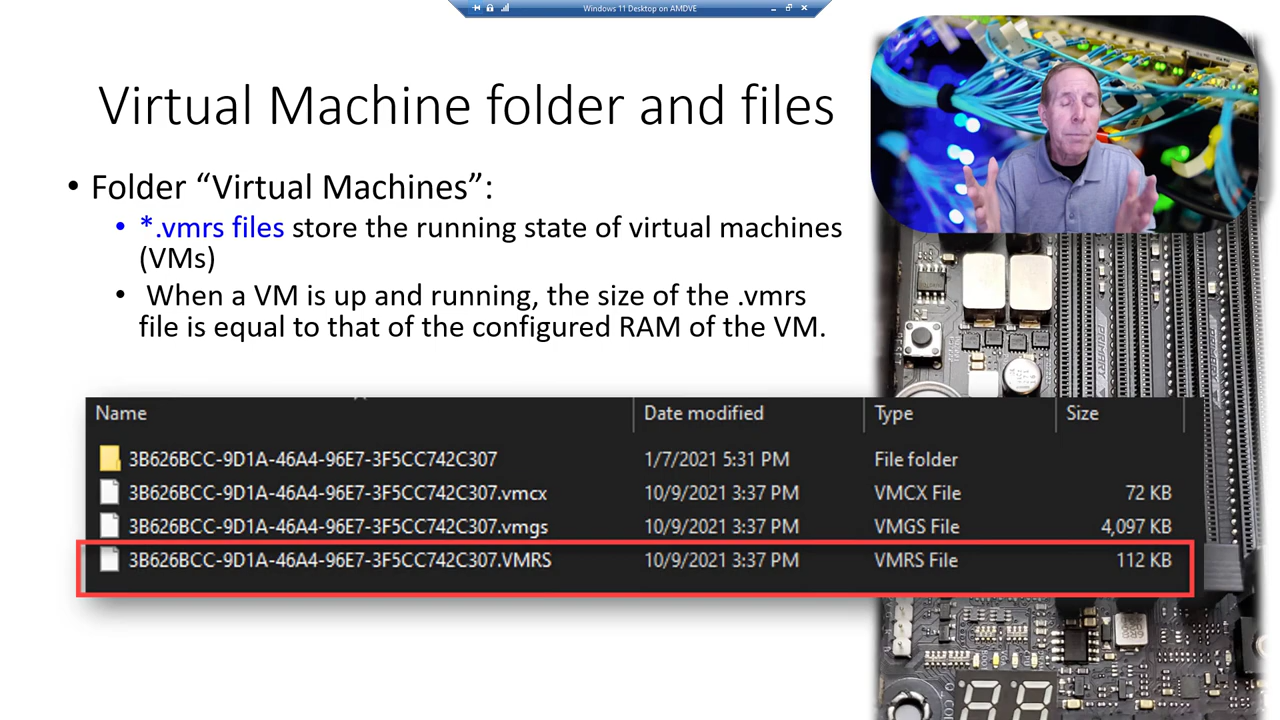 Windows 11 Desktop on AMDVE
Virtual Machine folder and files
• Folder “Virtual Machines”:
• *.vmrs files store the running state of virtual machines
(VMs)
• When a VM is up and running, the size of the .vmrs
file is equal to that of the configured RAM of the VM.
Name Date modified Type Size
3B626BCC-9D1A-46A4-96E7-3F5CC742C307 1/7/2021 5:31 PM File folder
3B626BCC-9D1A-46A4-96E7-3F5CC742C307.vmcx 10/9/2021 3:37 PM VMCX File 72 KB
3B626BCC-9D1A-46A4-96E7-3F5CC742C307.vmgs 10/9/2021 3:37 PM VMGS File 4,097 KB
3B626BCC-9D1A-46A4-96E7-3F5CC742C307.VMRS 10/9/2021 3:37 PM VMRS File 112 KB